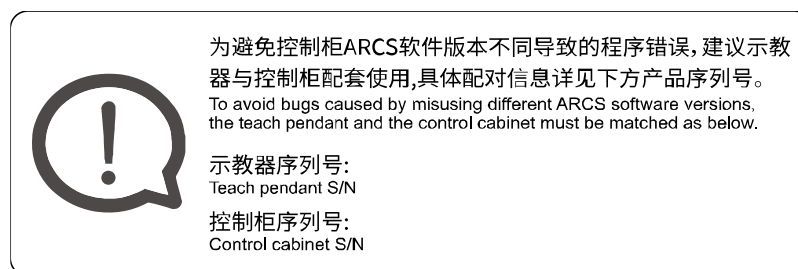 为避免控制柜ARCS软件版本不同导致的程序错误，建议示教
器与控制柜配套使用,具体配对信息详见下方产品序列号。
To avoid bugs caused by misusing different ARCS software versions,
the teach pendant and the control cabinet must be matched as below.
示教器序列号:
Teach pendant S/N
控制柜序列号:
Control cabinet S/N